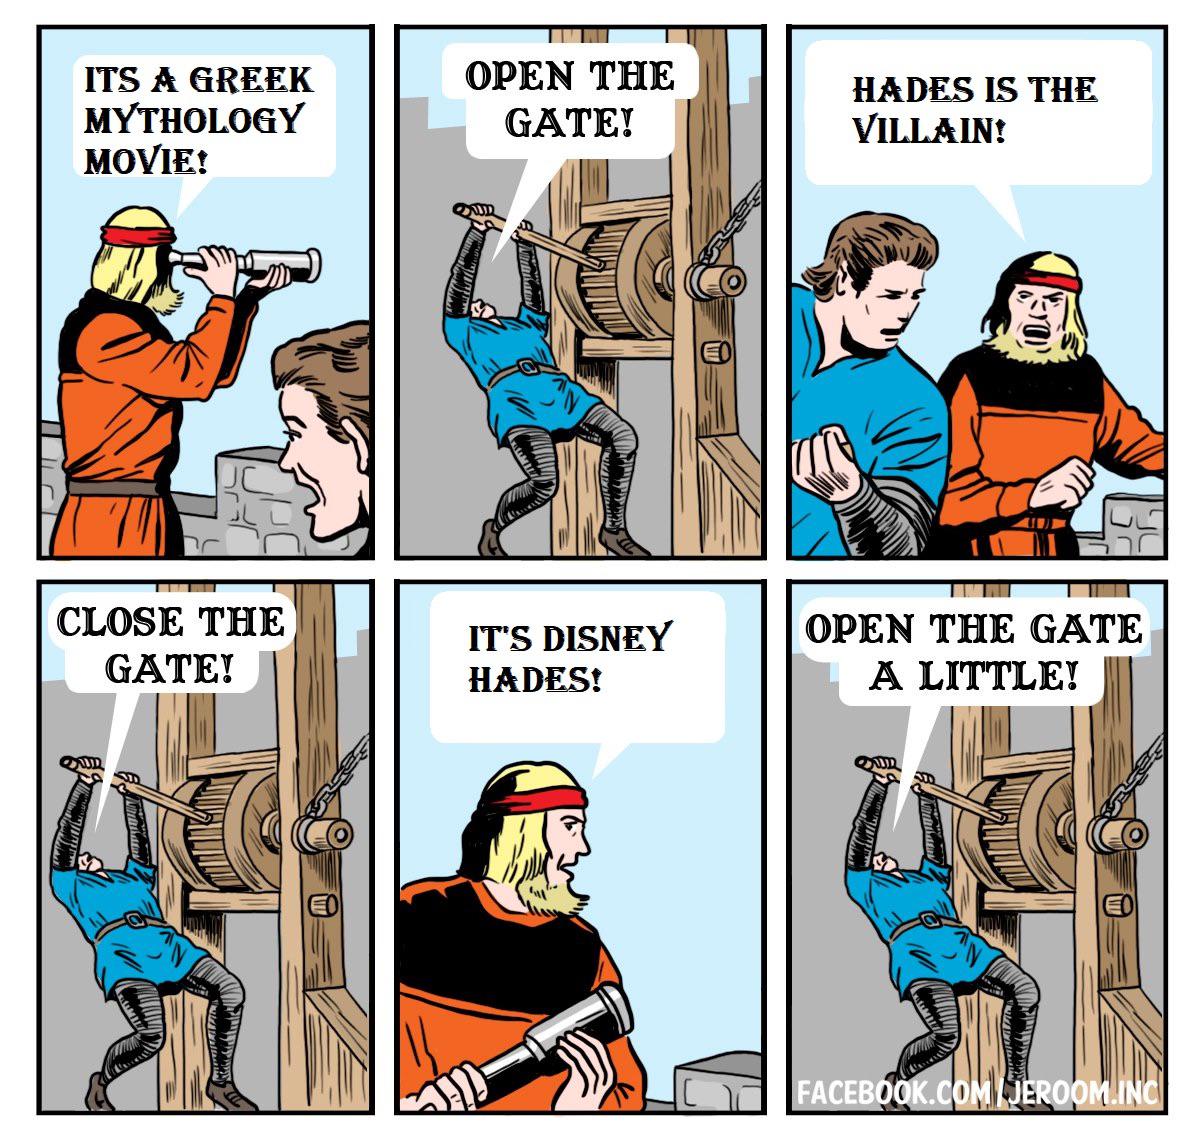 ITS A GREEK
MYTHOLOGY
MOVIE!
OPEN THE
GATE!
HADES IS THE
VILLAIN!
CLOSE THE
GATE!
IT'S DISNEY
HADES!
OPEN THE GATE
A LITTLE!
FACEBOOK.COM/JEROOM.INC